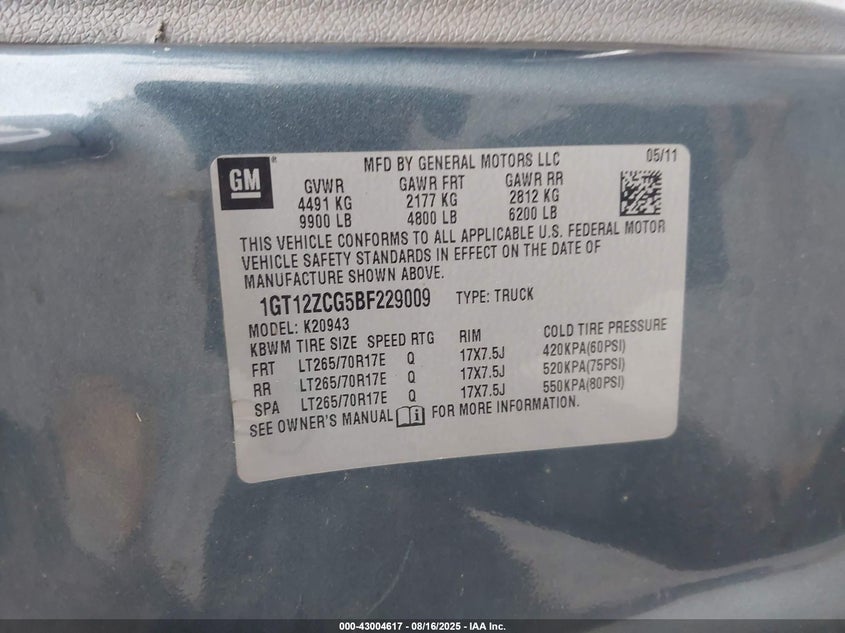 MFD BY GENERAL MOTORS LLC 05/11
GM ®
GVWR GAWR FRT GAWR RR
4491 KG 2177 KG 2812 KG
9900 LB 4800 LB 6200 LB
THIS VEHICLE CONFORMS TO ALL APPLICABLE U.S. FEDERAL MOTOR
VEHICLE SAFETY STANDARDS IN EFFECT ON THE DATE OF
MANUFACTURE SHOWN ABOVE.
1GT12ZCG5BF229009 TYPE: TRUCK
MODEL: K20943
KBWM TIRE SIZE SPEED RTG RIM COLD TIRE PRESSURE
FRT LT265/70R17E Q 17X7.5J 420KPA(60PSI)
RR LT265/70R17E Q 17X7.5J 520KPA(75PSI)
SPA LT265/70R17E Q 17X7.5J 550KPA(80PSI)
SEE OWNER'S MANUAL i FOR MORE INFORMATION.
000-43004617 - 08/16/2025 - IAA Inc.